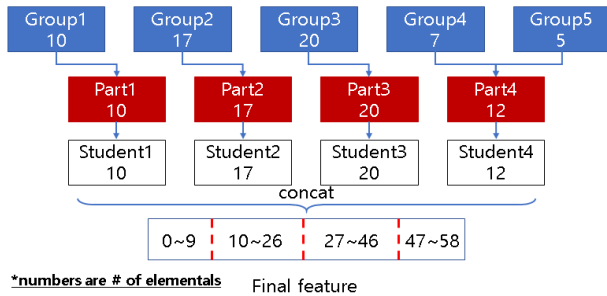 Group1
10
Group2
17
Group3
20
Group4
7
Group5
5
Part1
10
Part2
17
Part3
20
Part4
12
Student1
10
Student2
17
Student3
20
Student4
12
concat
0~9
10~26
27~46
47~58
*numbers are # of elementals
Final feature